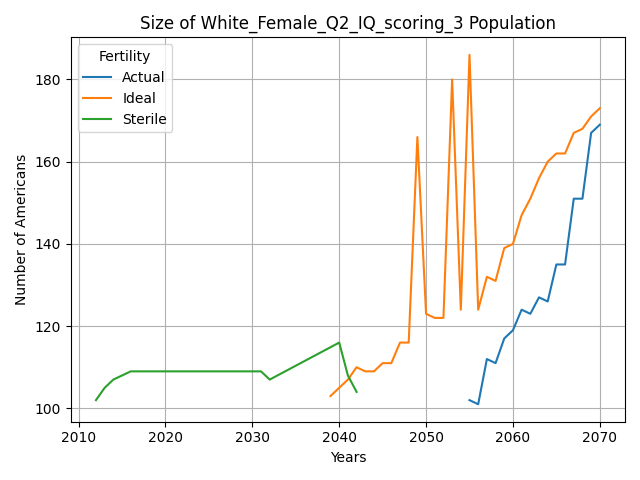 Size of White_Female_Q2_IQ_scoring_3 Population
Number of Americans
180
160
140
120
100
Fertility
Actual
Ideal
Sterile
2010 2020 2030 2040 2050 2060 2070
Years